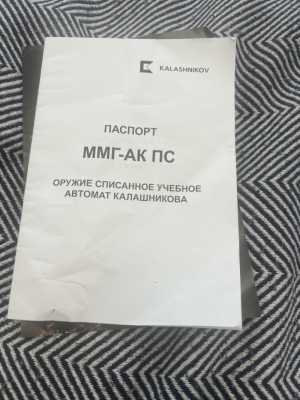 KALASHNIKOV
ПАСПОРТ
ММГ-АК ПС
ОРУЖИЕ СПИСАННОЕ УЧЕБНОЕ
АВТОМАТ КАЛАШНИКОВА